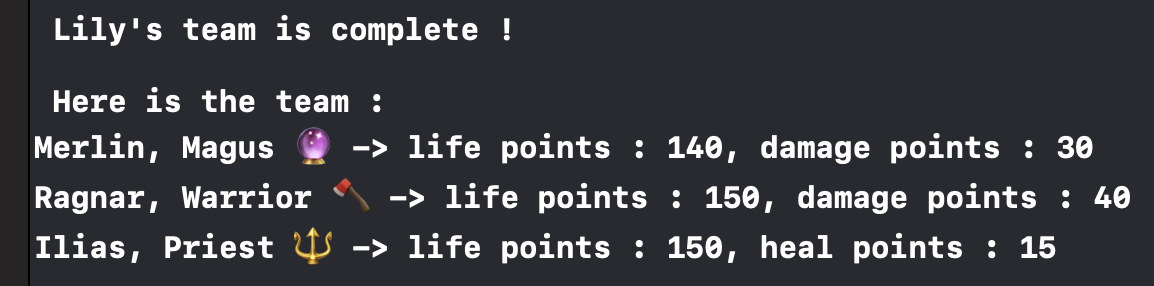 Lily's team is complete !
Here is the team :
Merlin, Magus 🔮 —> life points : 140, damage points : 30
Ragnar, Warrior 🪓 —> life points : 150, damage points : 40
Ilias, Priest 🔱 —> life points : 150, heal points : 15